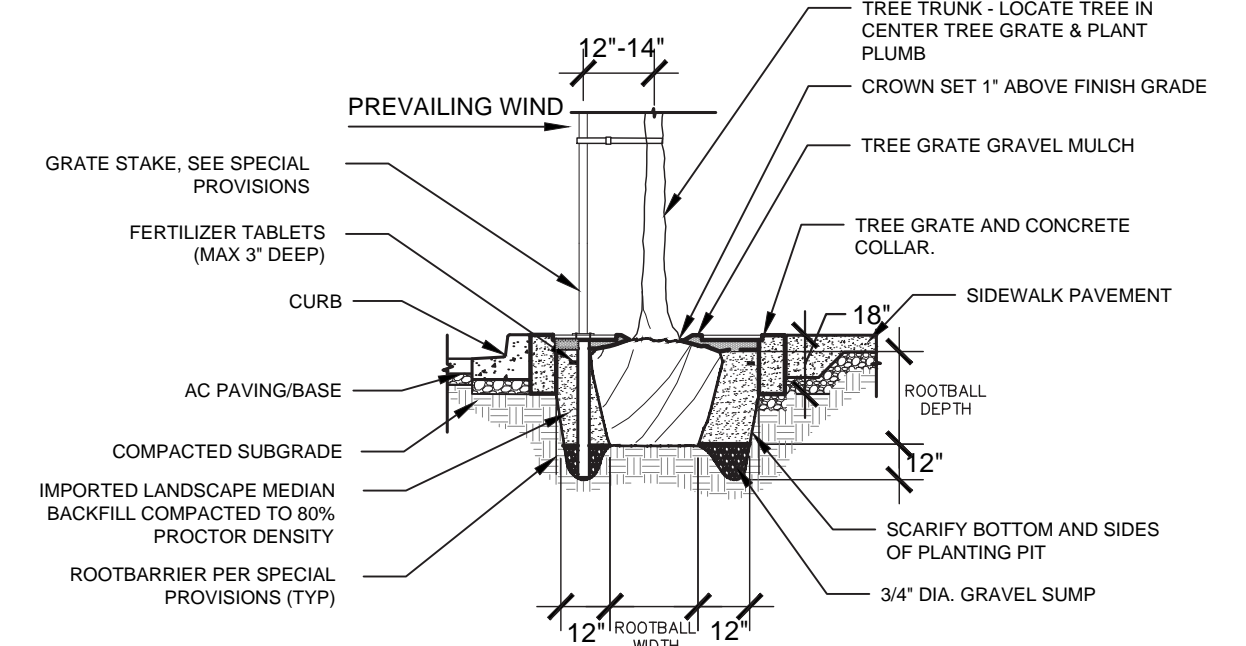 TREE TRUNK - LOCATE TREE IN
CENTER TREE GRATE & PLANT
PLUMB
12"-14"
CROWN SET 1" ABOVE FINISH GRADE
PREVAILING WIND
TREE GRATE GRAVEL MULCH
GRATE STAKE, SEE SPECIAL
PROVISIONS
TREE GRATE AND CONCRETE
COLLAR.
FERTILIZER TABLETS
(MAX 3" DEEP)
SIDEWALK PAVEMENT
CURB
18"
AC PAVING/BASE
ROOTBALL
DEPTH
COMPACTED SUBGRADE
12"
IMPORTED LANDSCAPE MEDIAN
BACKFILL COMPACTED TO 80%
PROCTOR DENSITY
SCARIFY BOTTOM AND SIDES
OF PLANTING PIT
ROOTBARRIER PER SPECIAL
PROVISIONS (TYP)
3/4" DIA. GRAVEL SUMP
12"
ROOTBALL
WIDTH
12"